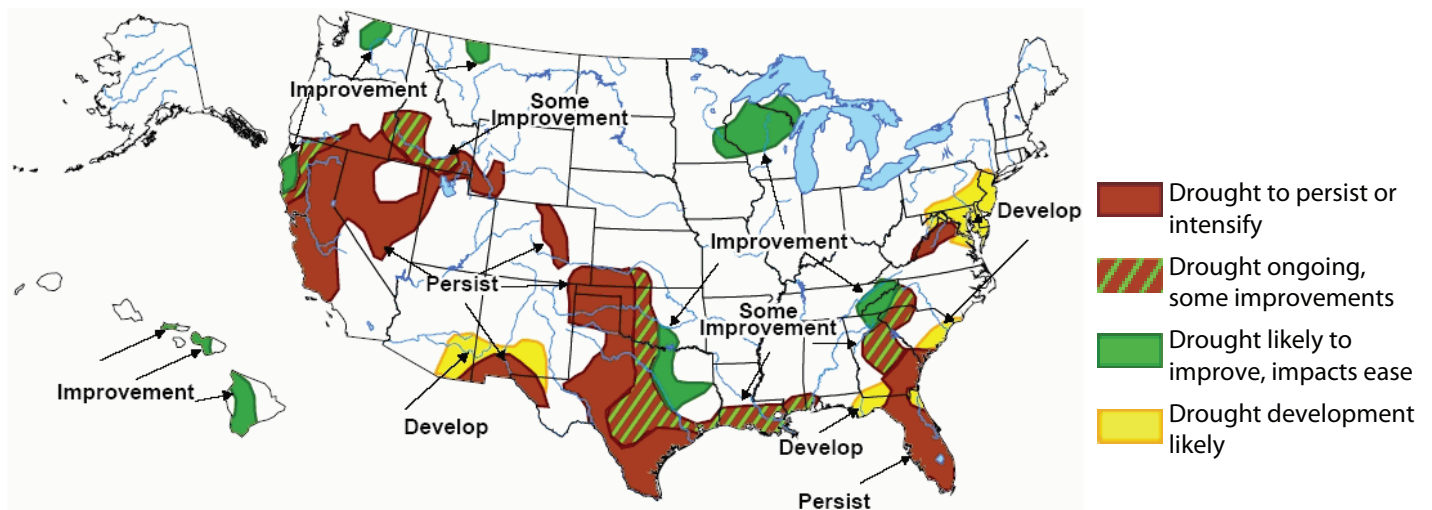 Improvement
Some
Improvement
Develop
Improvement
Persist
Some
Improvement
Improvement
Develop
Develop
Persist
Drought to persist or
intensify
Drought ongoing,
some improvements
Drought likely to
improve, impacts ease
Drought development
likely